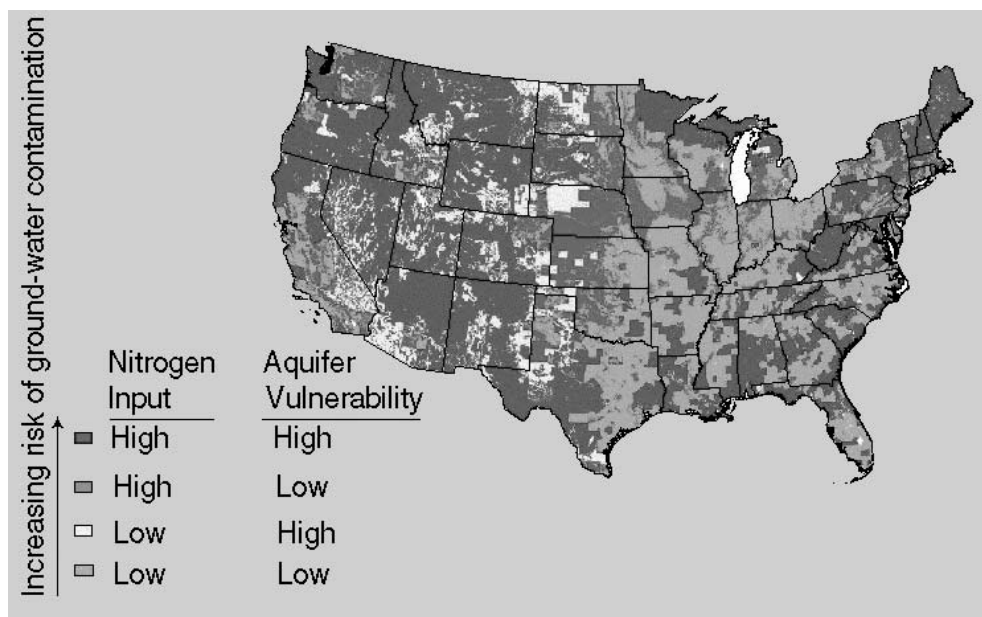 Increasing risk of ground-water contamination
Nitrogen Aquifer
Input Vulnerability
High High
High Low
Low High
Low Low